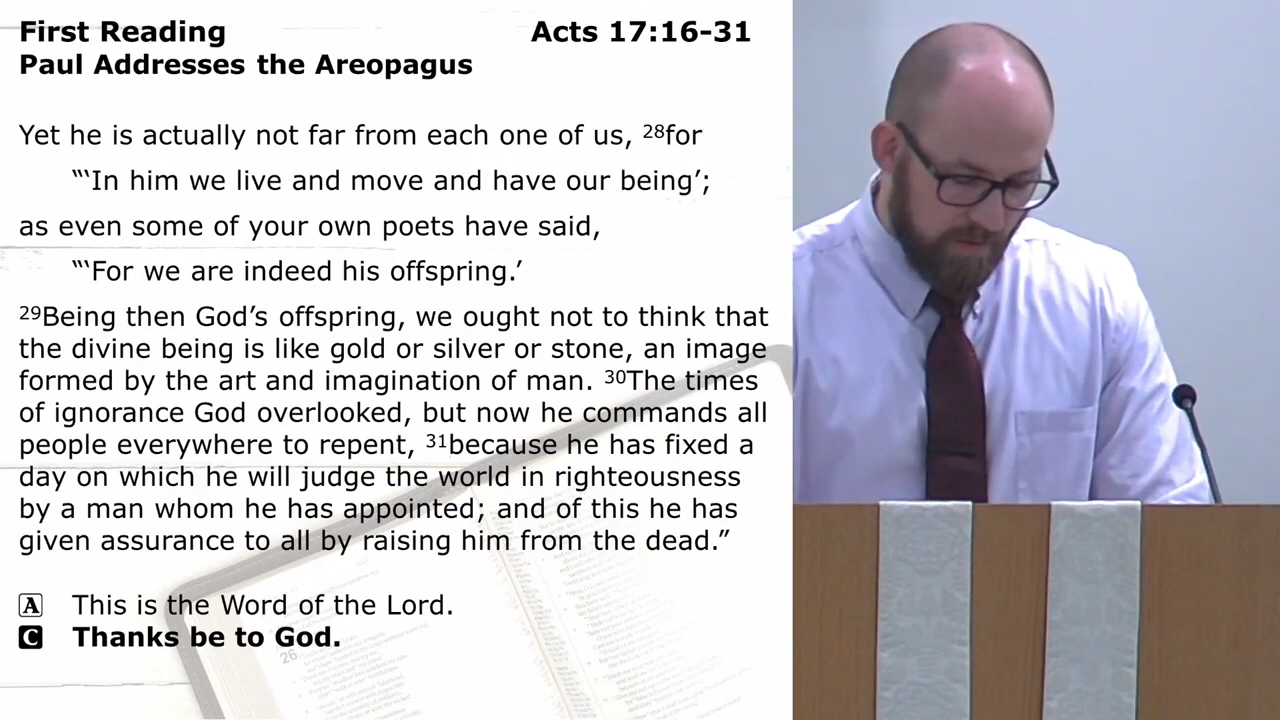 First Reading Acts 17:16-31
Paul Addresses the Areopagus
Yet he is actually not far from each one of us, 28for
“‘In him we live and move and have our being’;
as even some of your own poets have said,
“‘For we are indeed his offspring.’
29Being then God’s offspring, we ought not to think that
the divine being is like gold or silver or stone, an image
formed by the art and imagination of man. 30The times
of ignorance God overlooked, but now he commands all
people everywhere to repent, 31because he has fixed a
day on which he will judge the world in righteousness
by a man whom he has appointed; and of this he has
given assurance to all by raising him from the dead.”
A This is the Word of the Lord.
C Thanks be to God.
26